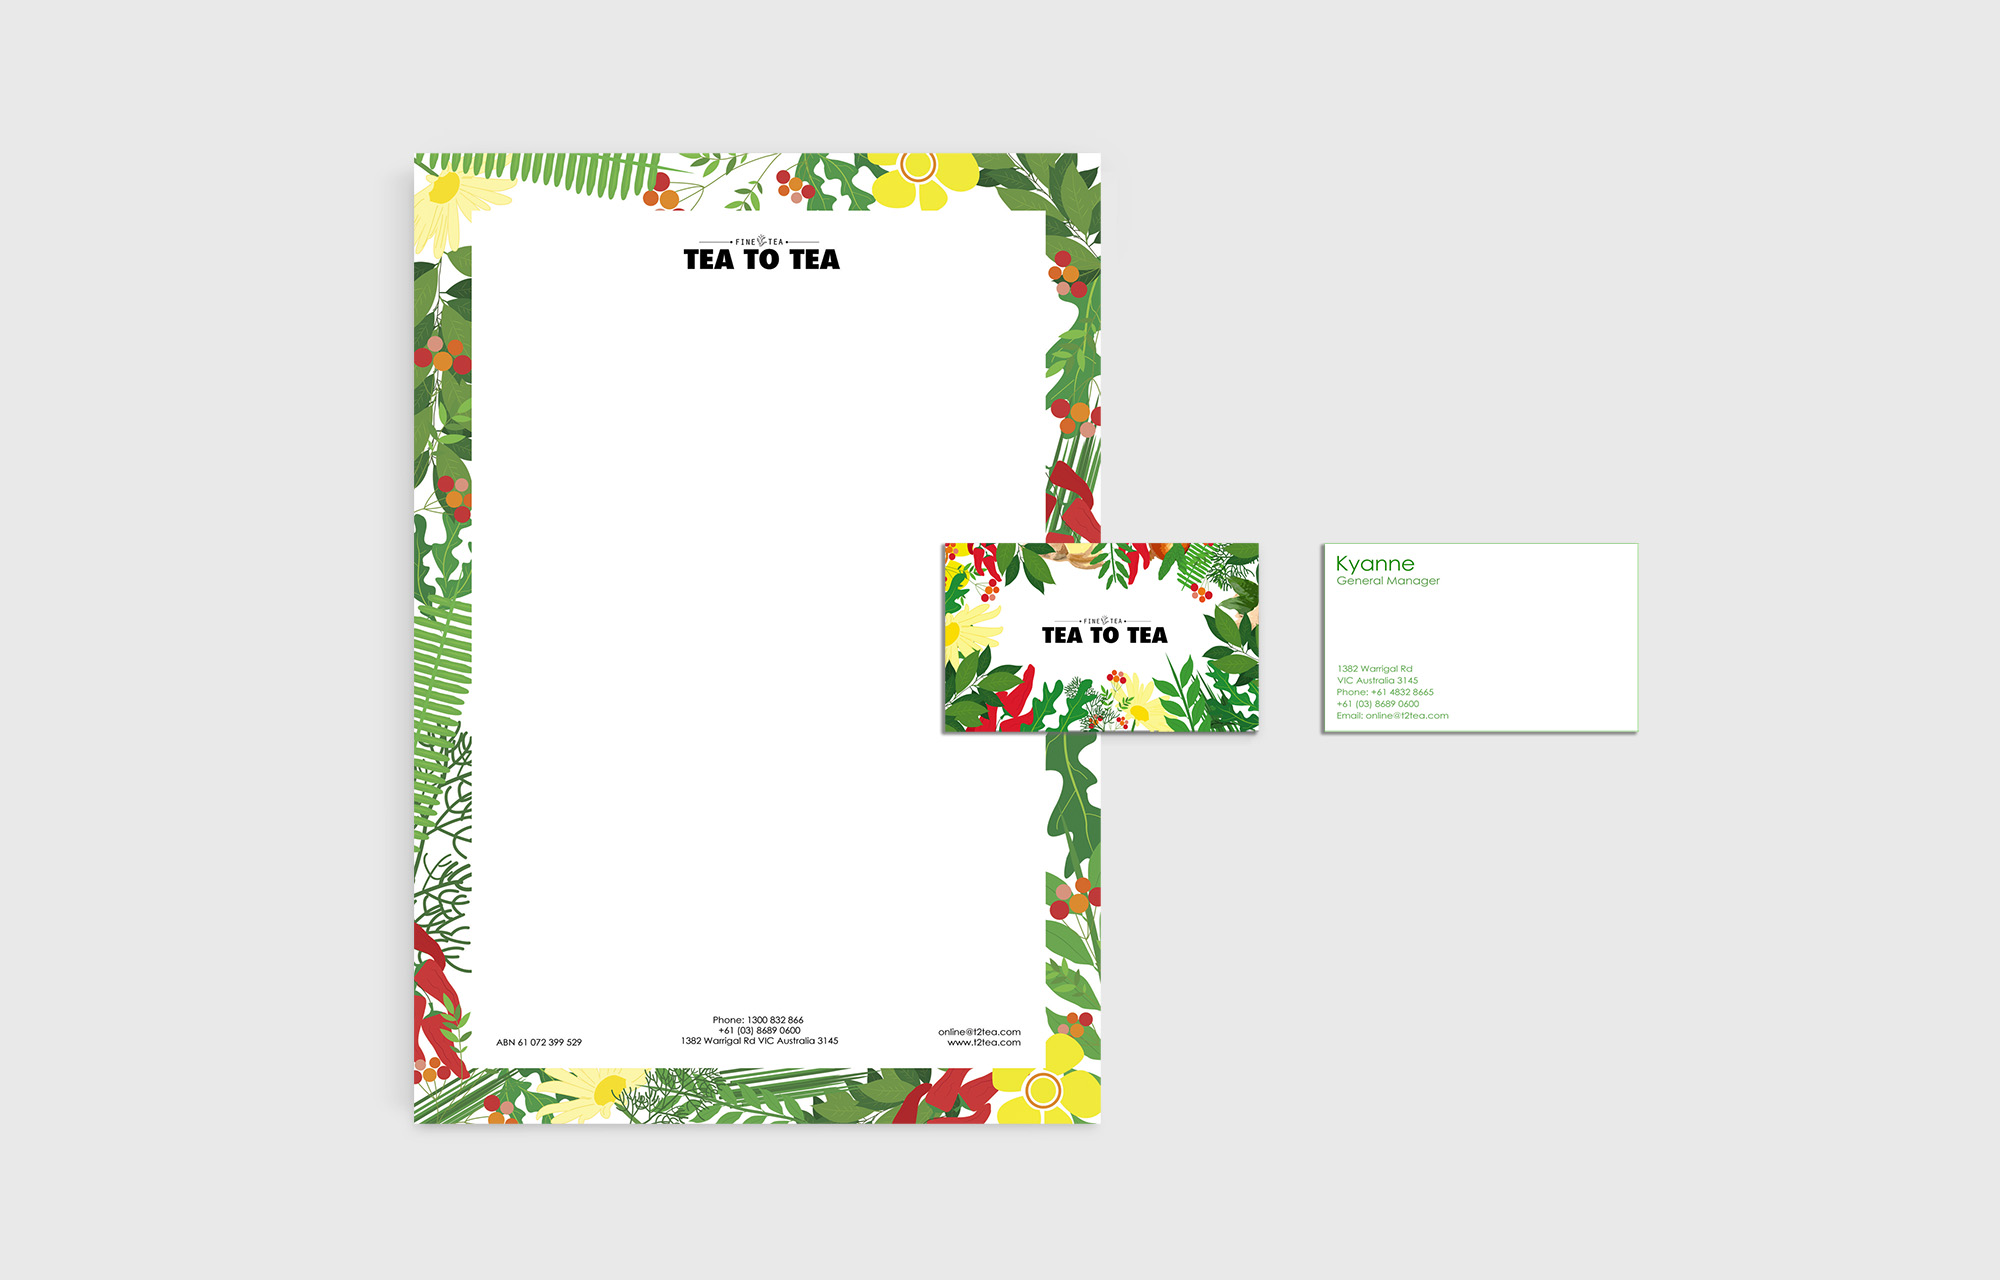 FINE TEA
TEA TO TEA
ABN 61 072 399 529
Phone: 1300 832 866
+61 (03) 8689 0600
1382 Warrigal Rd VIC Australia 3145
online@t2tea.com
www.t2tea.com
FINE TEA
TEA TO TEA
Kyanne
General Manager
1382 Warrigal Rd
VIC Australia 3145
Phone: +61 4832 8665
+61 (03) 8689 0600
Email: online@t2tea.com